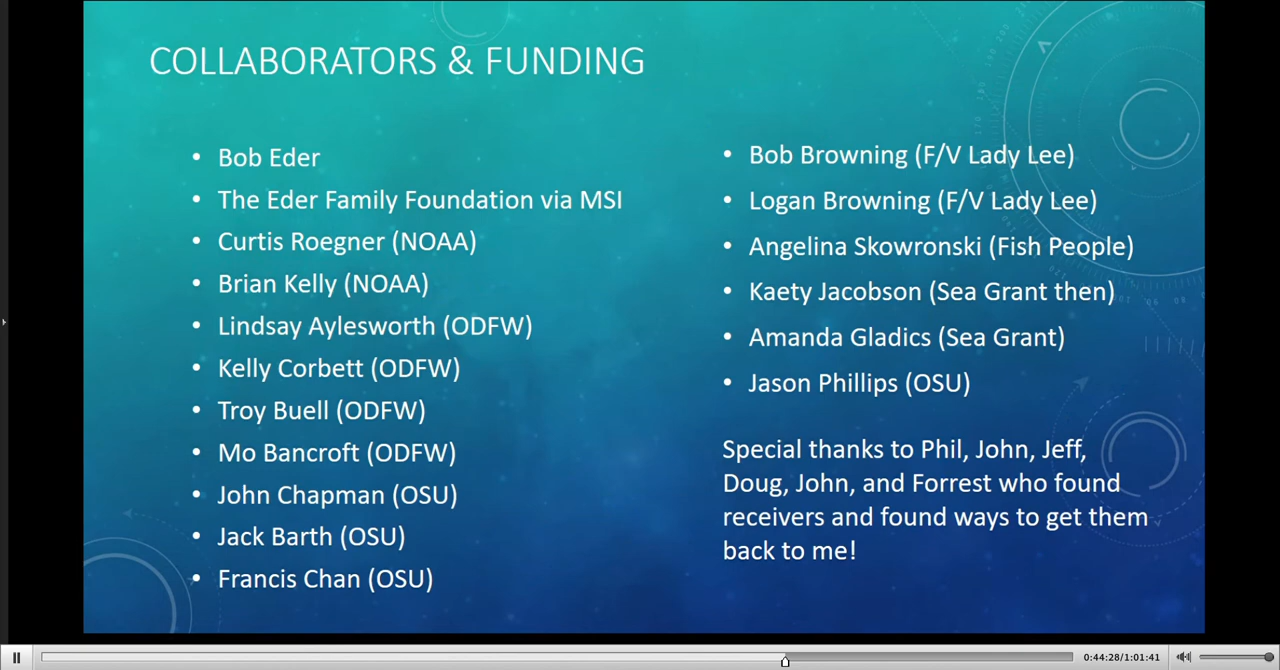 COLLABORATORS & FUNDING
• Bob Eder
• The Eder Family Foundation via MSI
• Curtis Roegner (NOAA)
• Brian Kelly (NOAA)
• Lindsay Aylesworth (ODFW)
• Kelly Corbett (ODFW)
• Troy Buell (ODFW)
• Mo Bancroft (ODFW)
• John Chapman (OSU)
• Jack Barth (OSU)
• Francis Chan (OSU)
• Bob Browning (F/V Lady Lee)
• Logan Browning (F/V Lady Lee)
• Angelina Skowronski (Fish People)
• Kaety Jacobson (Sea Grant then)
• Amanda Gladics (Sea Grant)
• Jason Phillips (OSU)
Special thanks to Phil, John, Jeff,
Doug, John, and Forrest who found
receivers and found ways to get them
back to me!
0:44:28/1:01:41